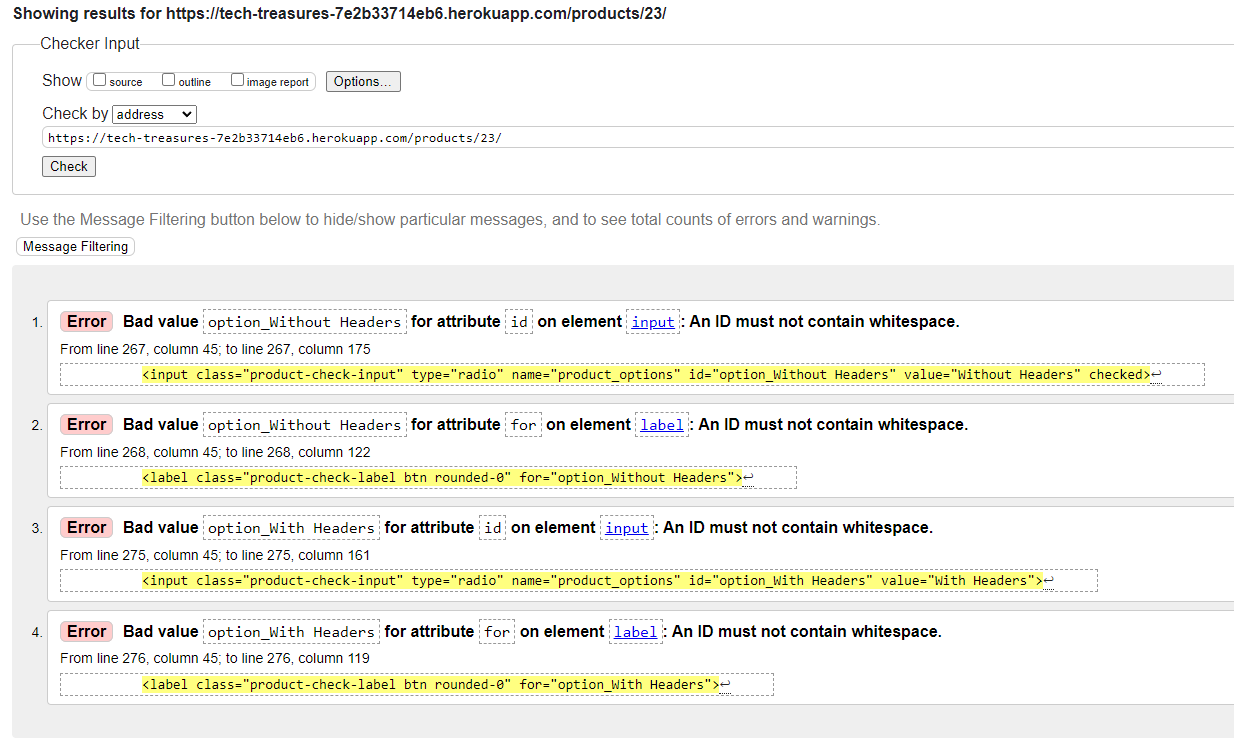 Showing results for https://tech-treasures-7e2b33714eb6.herokuapp.com/products/23/
Checker Input
Show source outline image report Options...
Check by address
https://tech-treasures-7e2b33714eb6.herokuapp.com/products/23/
Check
Use the Message Filtering button below to hide/show particular messages, and to see total counts of errors and warnings.
Message Filtering
1. Error Bad value option_Without Headers for attribute id on element input: An ID must not contain whitespace.
From line 267, column 45; to line 267, column 175
<input class="product-check-input" type="radio" name="product_options" id="option_Without Headers" value="Without Headers" checked>↩
2. Error Bad value option_Without Headers for attribute for on element label: An ID must not contain whitespace.
From line 268, column 45; to line 268, column 122
<label class="product-check-label btn rounded-0" for="option_Without Headers">↩
3. Error Bad value option_With Headers for attribute id on element input: An ID must not contain whitespace.
From line 275, column 45; to line 275, column 161
<input class="product-check-input" type="radio" name="product_options" id="option_With Headers" value="With Headers">↩
4. Error Bad value option_With Headers for attribute for on element label: An ID must not contain whitespace.
From line 276, column 45; to line 276, column 119
<label class="product-check-label btn rounded-0" for="option_With Headers">↩